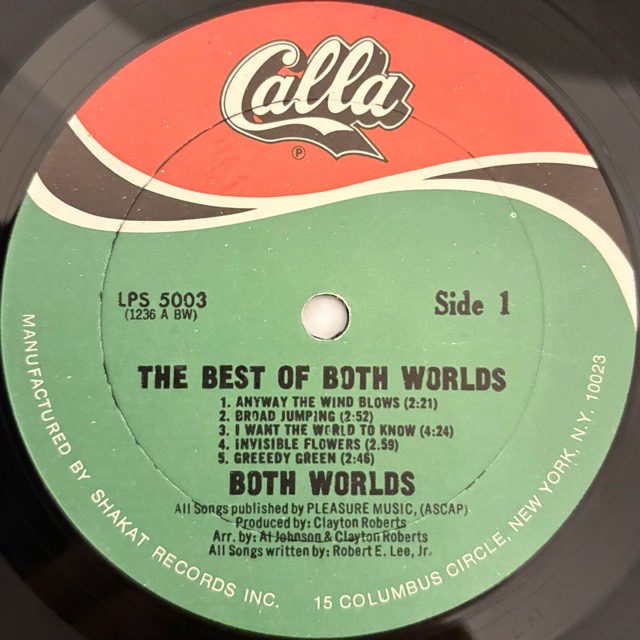 Calla
℗
LPS 5003
(1236 A BW)
Side 1
THE BEST OF BOTH WORLDS
1. ANYWAY THE WIND BLOWS (2:21)
2. BROAD JUMPING (2:52)
3. I WANT THE WORLD TO KNOW (4:24)
4. INVISIBLE FLOWERS (2.59)
5. GREEEDY GREEN (2:46)
BOTH WORLDS
All Songs published by PLEASURE MUSIC, (ASCAP)
Produced by: Clayton Roberts
Arr. by: Al Johnson & Clayton Roberts
All Songs written by: Robert E. Lee, Jr.
MANUFACTURED BY SHAKAT RECORDS INC. 15 COLUMBUS CIRCLE, NEW YORK, N.Y. 10023